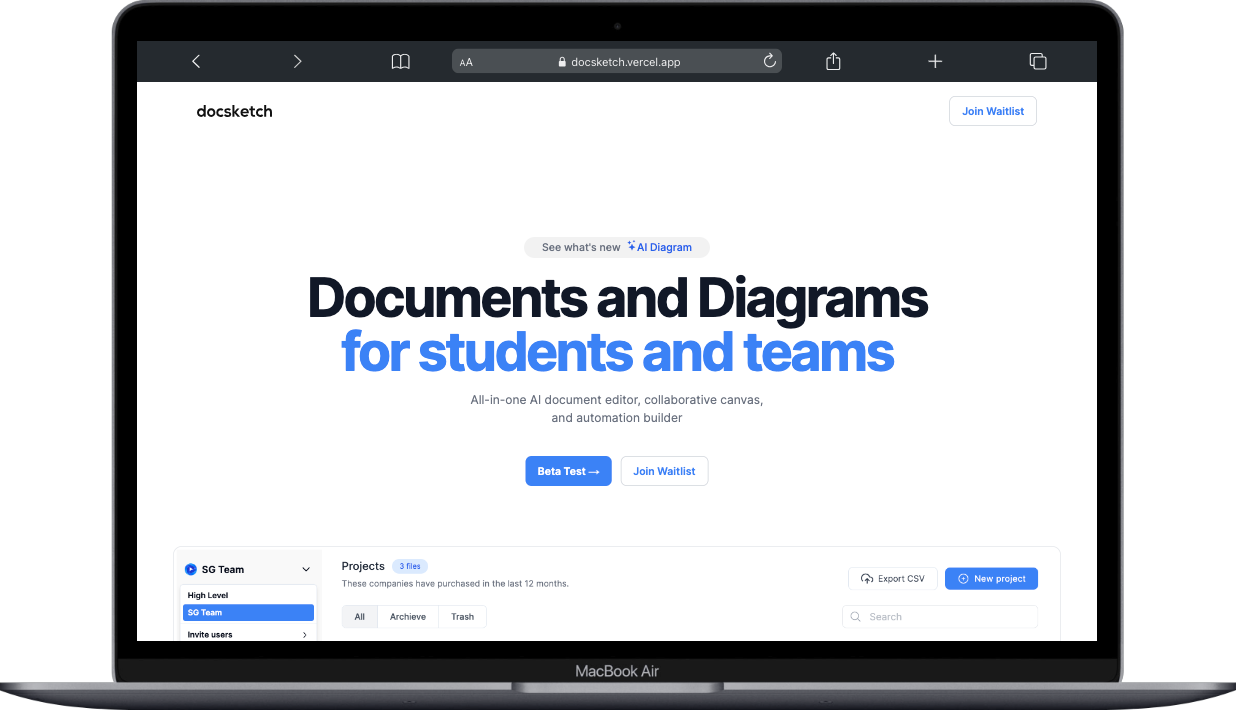 AA
docsketch.vercel.app
docsketch
Join Waitlist
See what's new AI Diagram
Documents and Diagrams
for students and teams
All-in-one AI document editor, collaborative canvas,
and automation builder
Beta Test →
Join Waitlist
SG Team
High Level
SG Team
Invite users
Projects 3 files
These companies have purchased in the last 12 months.
Export CSV
New project
All
Archieve
Trash
Search
MacBook Air